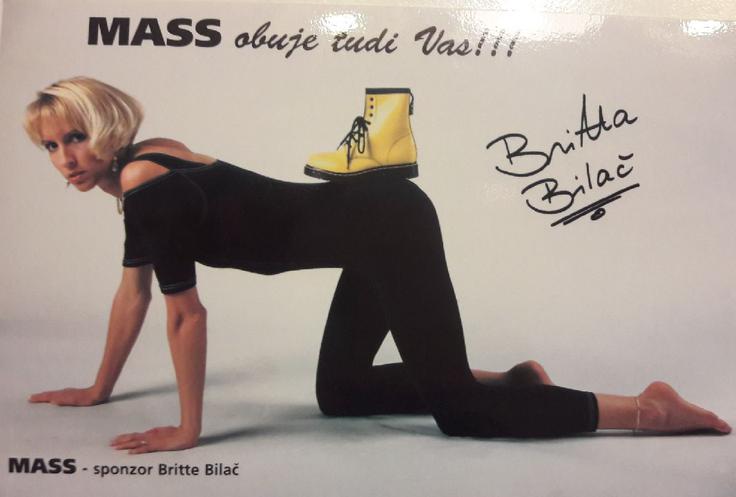 MASS obuje tudi Vas!!!
Britta
Bilač
MASS - sponzor Britte Bilač